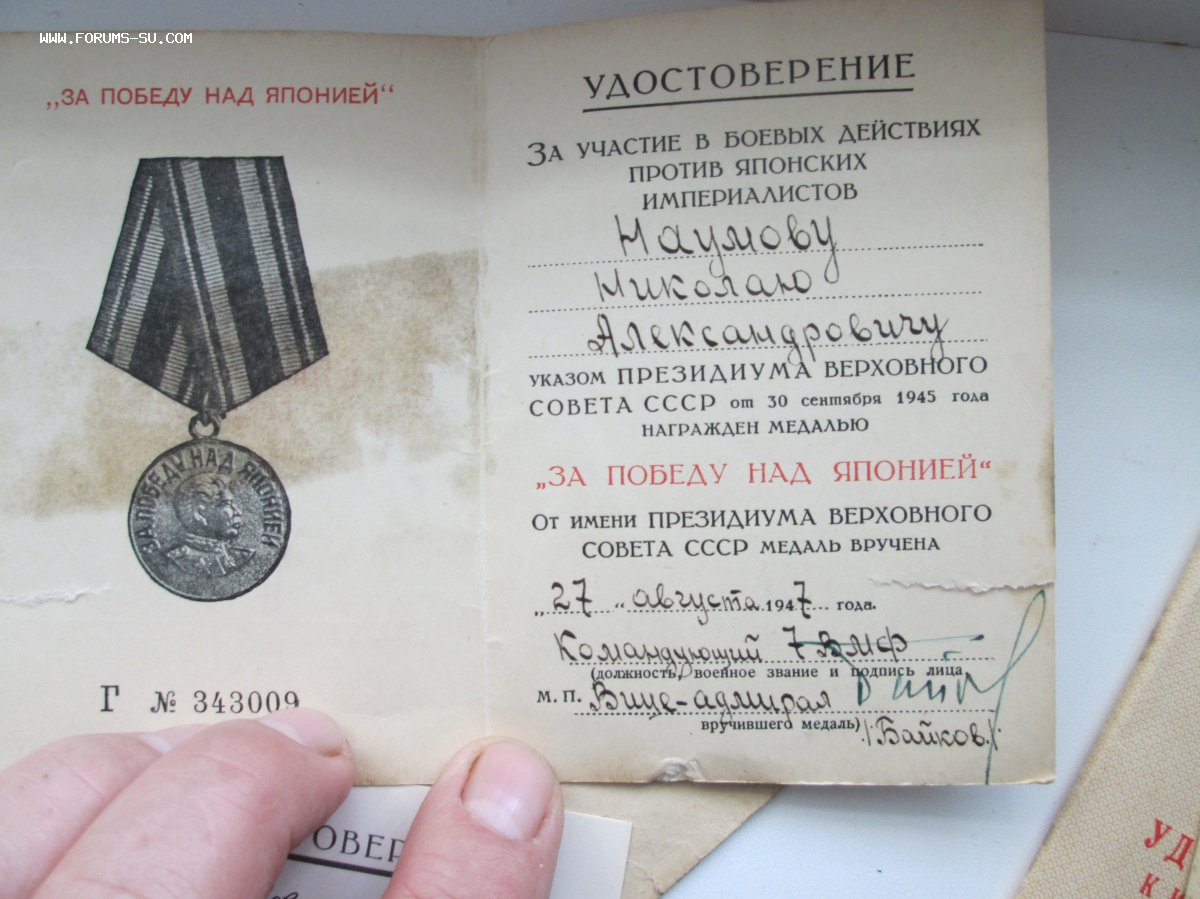 WWW.FORUMS-SU.COM
„ЗА ПОБЕДУ НАД ЯПОНИЕЙ“
ЗА ПОБЕДУ НАД ЯПОНИЕЙ
Г № 343009
УДОСТОВЕРЕНИЕ
ЗА УЧАСТИЕ В БОЕВЫХ ДЕЙСТВИЯХ
ПРОТИВ ЯПОНСКИХ
ИМПЕРИАЛИСТОВ
Наумову
Николаю
Александровичу
УКАЗОМ ПРЕЗИДИУМА ВЕРХОВНОГО
СОВЕТА СССР от 30 сентября 1945 года
НАГРАЖДЕН МЕДАЛЬЮ
„ЗА ПОБЕДУ НАД ЯПОНИЕЙ“
ОТ ИМЕНИ ПРЕЗИДИУМА ВЕРХОВНОГО
СОВЕТА СССР МЕДАЛЬ ВРУЧЕНА
„27“ августа 1947 года.
Командующий 7 ВМФ
(должность, военное звание и подпись лица
М. П. Вице-адмирал
вручившего медаль) /Байков./
ОВЕР
УД